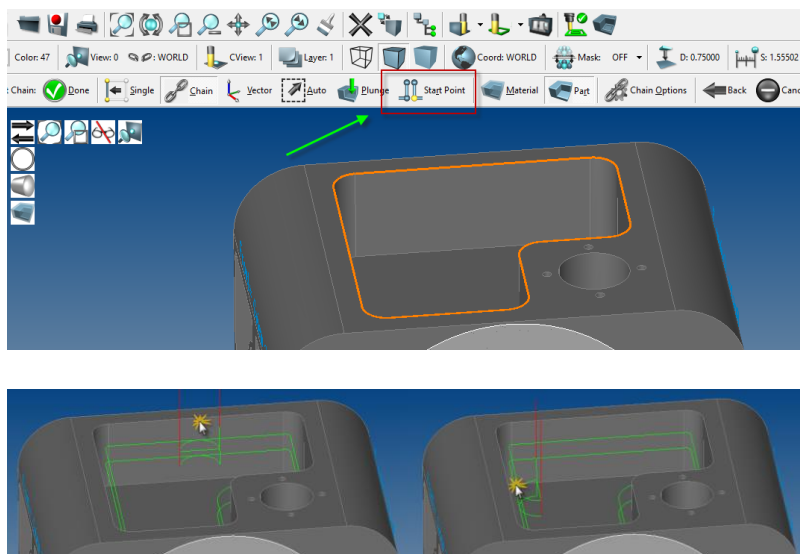 Color: 47 View: 0 : WORLD CView: 1 Layer: 1 Coord: WORLD Mask: OFF D: 0.75000 S: 1.55502
: Chain: Done Single Chain Vector Auto Plunge Start Point Material Part Chain Options Back Canc